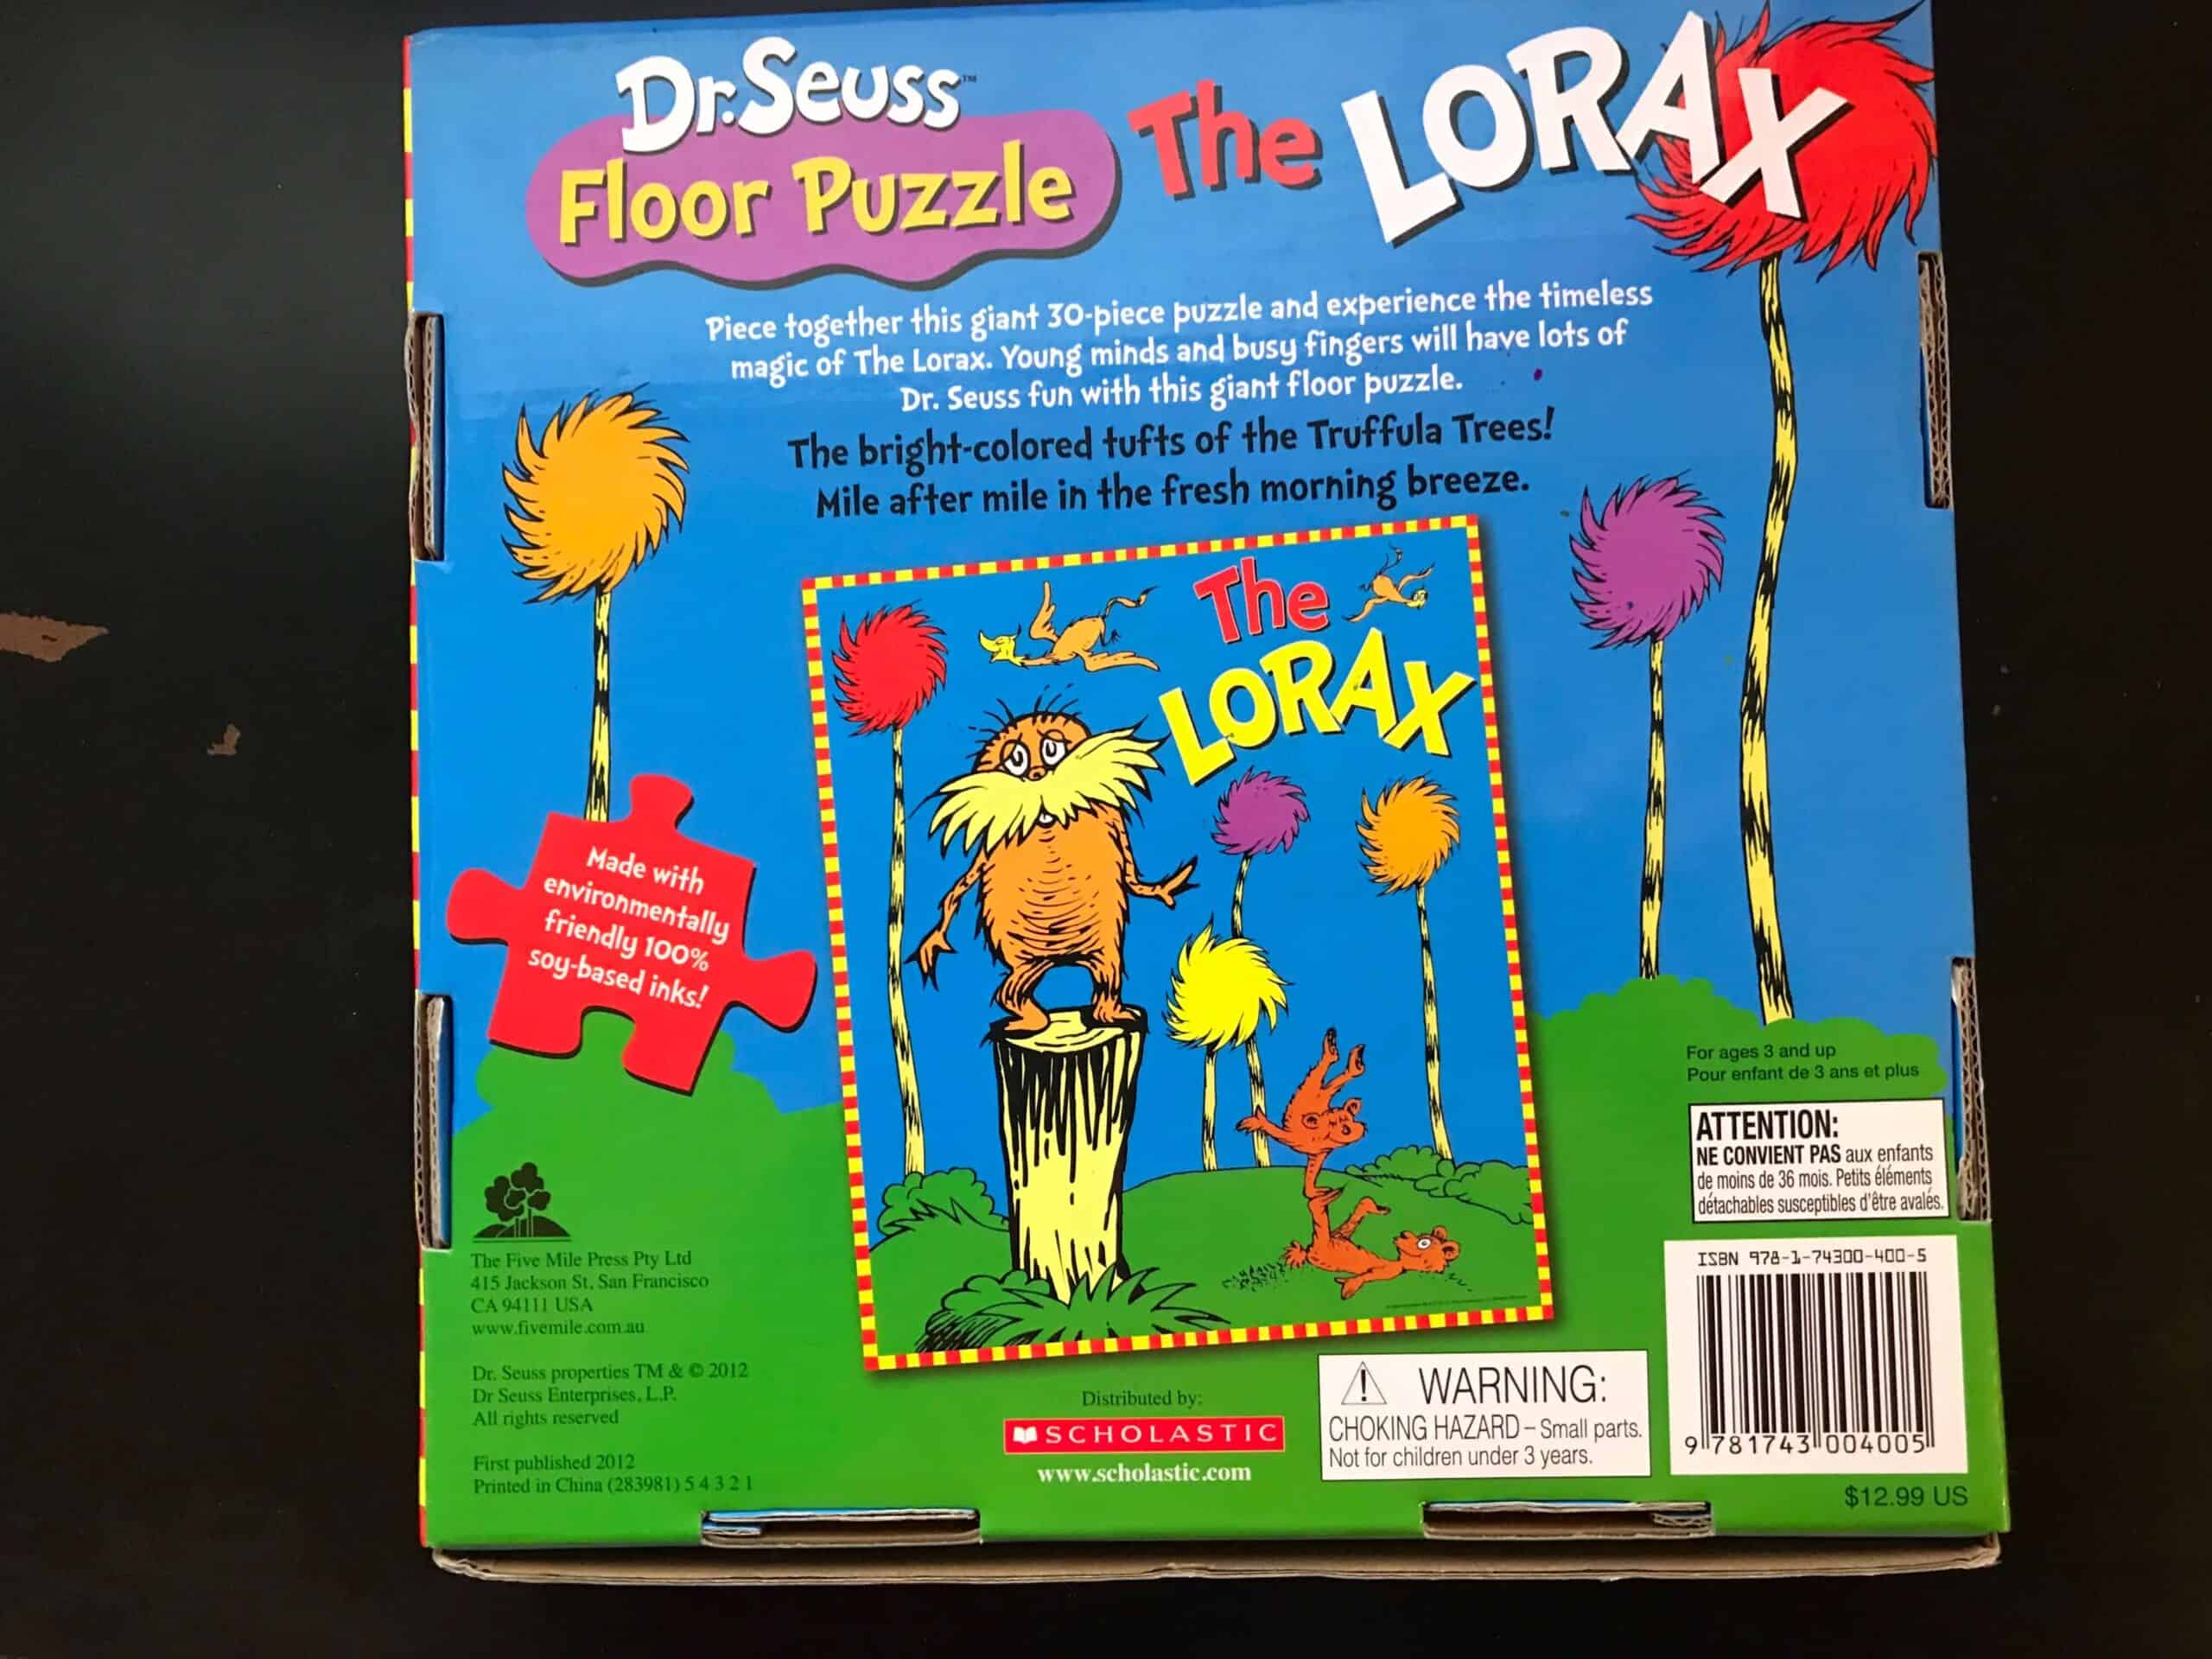 Dr. Seuss™
Floor Puzzle
The LORAX
Piece together this giant 30-piece puzzle and experience the timeless
magic of The Lorax. Young minds and busy fingers will have lots of
Dr. Seuss fun with this giant floor puzzle.
The bright-colored tufts of the Truffula Trees!
Mile after mile in the fresh morning breeze.
The
LORAX
Made with
environmentally
friendly 100%
soy-based inks!
For ages 3 and up
Pour enfant de 3 ans et plus
ATTENTION:
NE CONVIENT PAS aux enfants
de moins de 36 mois. Petits éléments
détachables susceptibles d'être avalés.
ISBN 978-1-74300-400-5
9 781743 004005
$12.99 US
The Five Mile Press Pty Ltd
415 Jackson St, San Francisco
CA 94111 USA
www.fivemile.com.au
Dr. Seuss properties TM & © 2012
Dr Seuss Enterprises, L.P.
All rights reserved
First published 2012
Printed in China (283981) 5 4 3 2 1
Distributed by:
SCHOLASTIC
www.scholastic.com
WARNING:
CHOKING HAZARD – Small parts.
Not for children under 3 years.